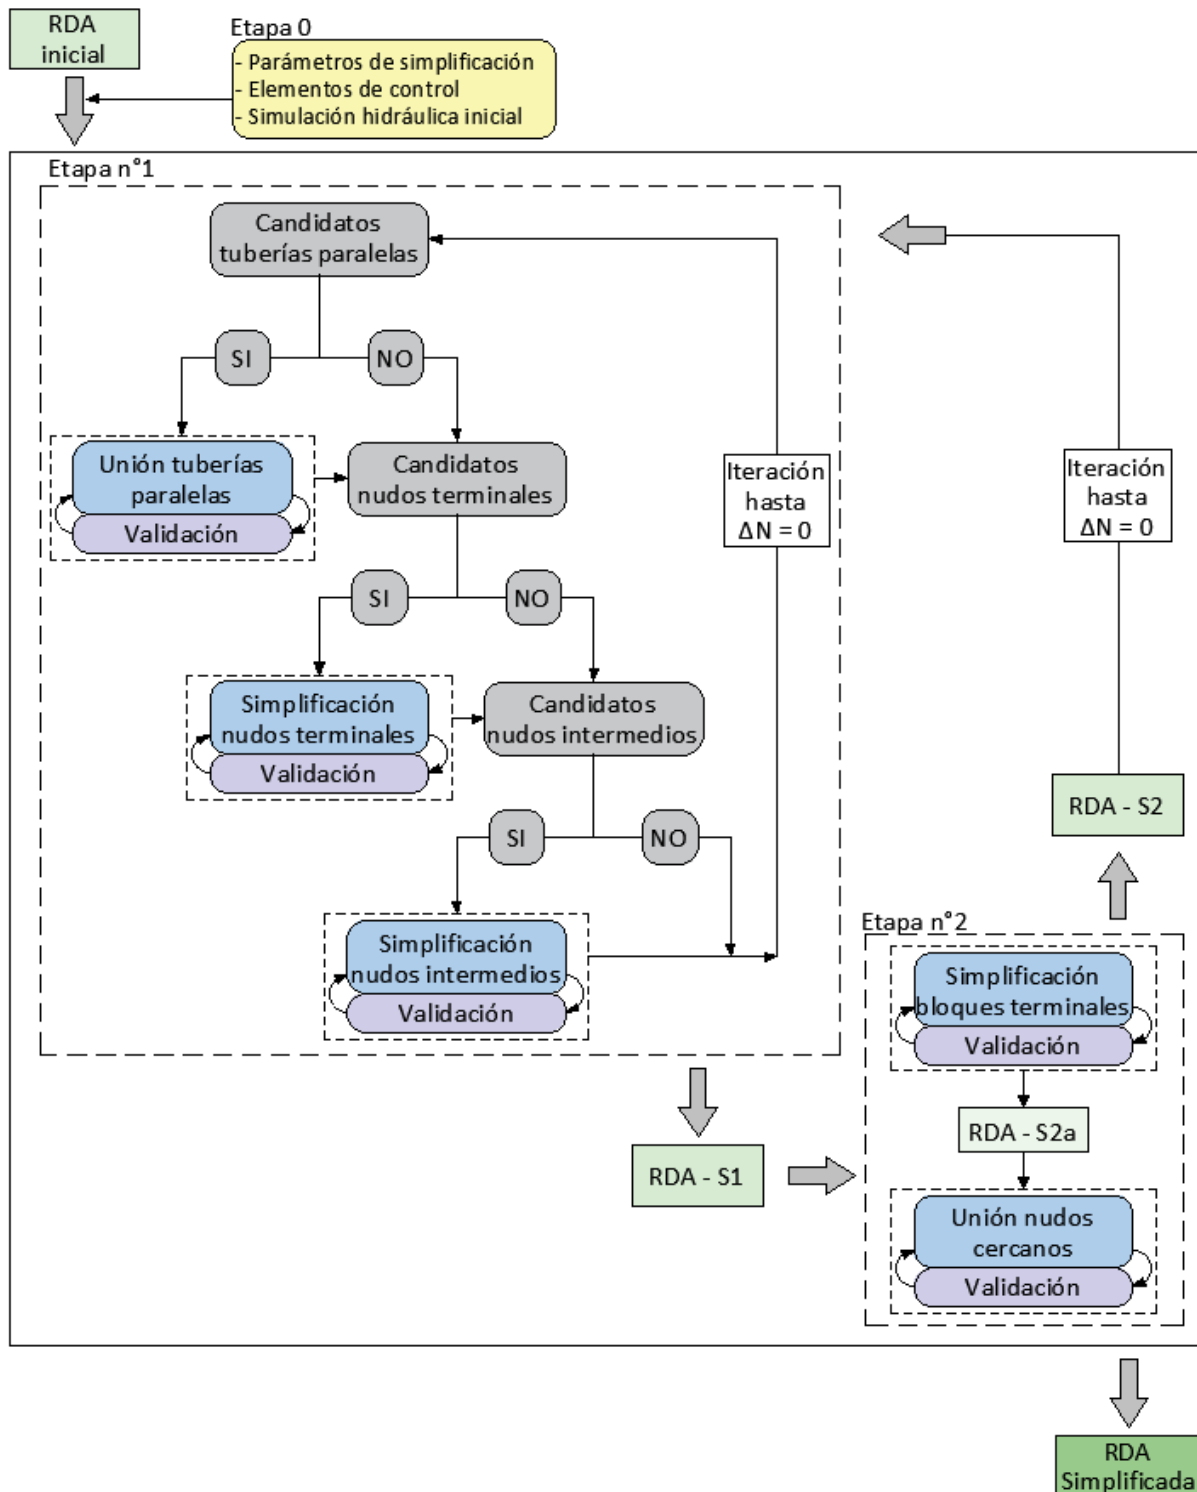 RDA
inicial
Etapa 0
- Parámetros de simplificación
- Elementos de control
- Simulación hidráulica inicial
Etapa n°1
Candidatos
tuberías paralelas
SI
NO
Unión tuberías
paralelas
Validación
Candidatos
nudos terminales
Iteración
hasta
ΔN = 0
Iteración
hasta
ΔN = 0
SI
NO
Simplificación
nudos terminales
Validación
Candidatos
nudos intermedios
SI
NO
Simplificación
nudos intermedios
Validación
RDA - S2
Etapa n°2
Simplificación
bloques terminales
Validación
RDA - S2a
RDA - S1
Unión nudos
cercanos
Validación
RDA
Simplificada